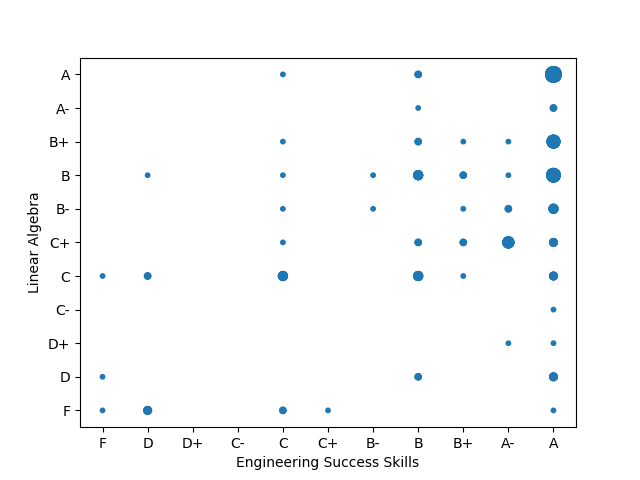 A
A-
B+
B
B-
C+
C
C-
D+
D
F
Linear Algebra
F D D+ C- C C+ B- B B+ A- A
Engineering Success Skills